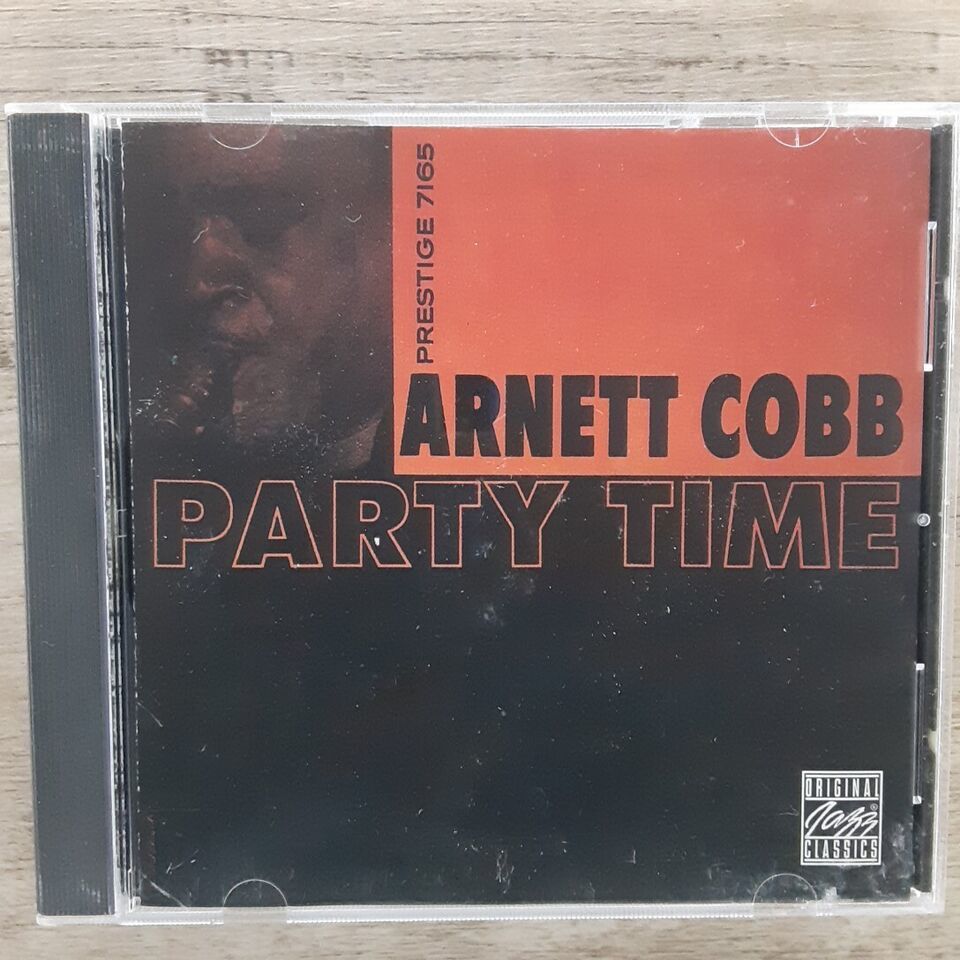 PRESTIGE 7165
ARNETT COBB
PARTY TIME
ORIGINAL
Jazz®
CLASSICS